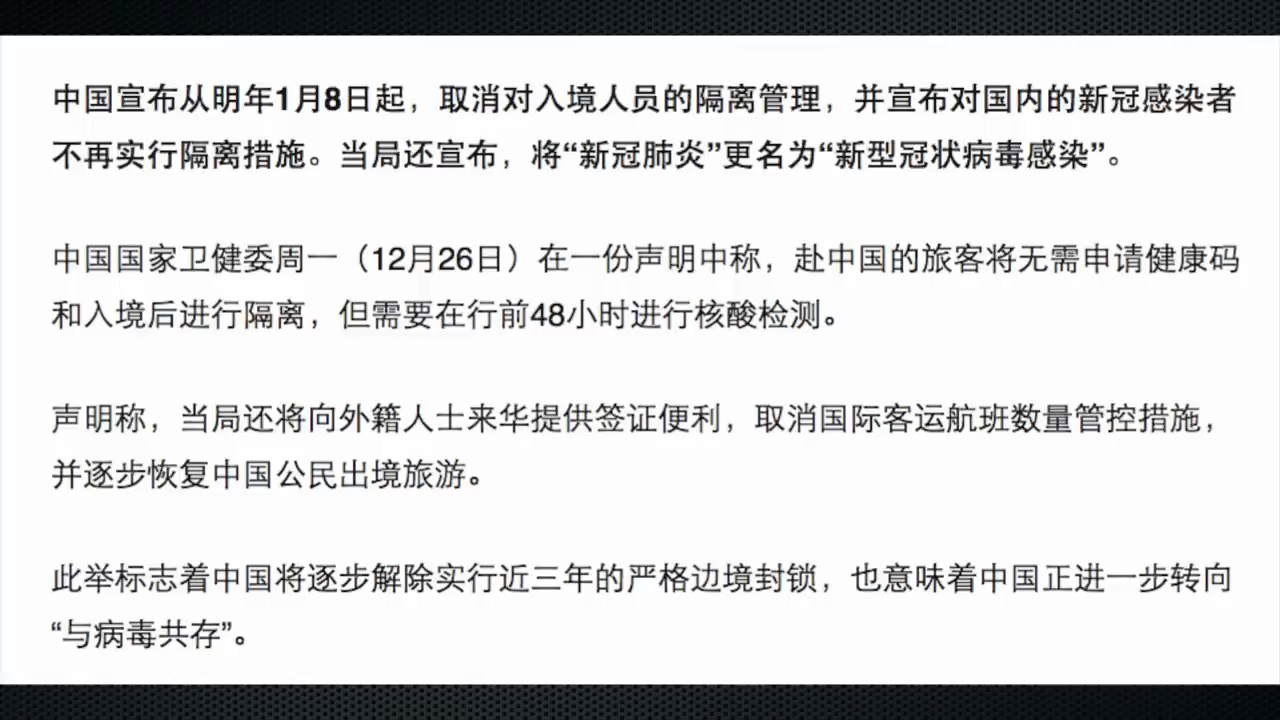 中国宣布从明年1月8日起，取消对入境人员的隔离管理，并宣布对国内的新冠感染者
不再实行隔离措施。当局还宣布，将“新冠肺炎”更名为“新型冠状病毒感染”。
中国国家卫健委周一（12月26日）在一份声明中称，赴中国的旅客将无需申请健康码
和入境后进行隔离，但需要在行前48小时进行核酸检测。
声明称，当局还将向外籍人士来华提供签证便利，取消国际客运航班数量管控措施，
并逐步恢复中国公民出境旅游。
此举标志着中国将逐步解除实行近三年的严格边境封锁，也意味着中国正进一步转向
“与病毒共存”。